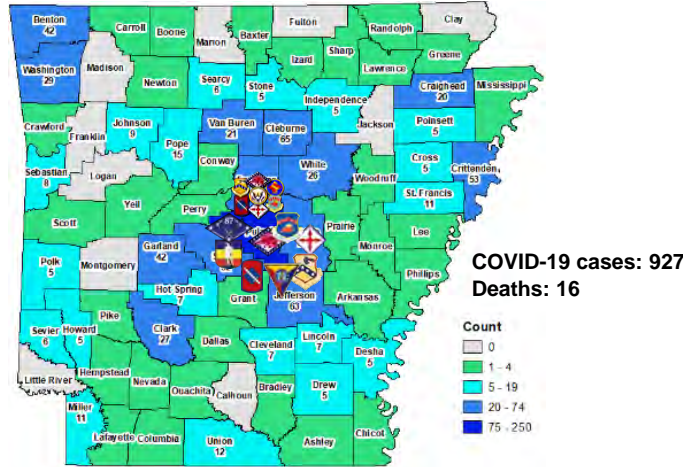 Benton
42
Carroll
Boone
Marion
Baxter
Fulton
Randolph
Clay
Washington
29
Madison
Newton
Searcy
6
Stone
5
Izard
Sharp
Lawrence
Greene
Independence
5
Craighead
20
Mississippi
Crawford
Franklin
Johnson
9
Pope
15
Van Buren
21
Cleburne
65
Jackson
Poinsett
5
Sebastian
8
Logan
Conway
White
26
Woodruff
Cross
5
Crittenden
53
St. Francis
11
Scott
Yell
Perry
87
Prairie
Lee
Monroe
Phillips
Polk
5
Montgomery
Garland
42
Hot Spring
7
Grant
Jefferson
63
Arkansas
Sevier
6
Howard
5
Pike
Clark
27
Dallas
Cleveland
7
Lincoln
7
Desha
5
Little River
Hempstead
Nevada
Ouachita
Calhoun
Bradley
Drew
5
Miller
11
Lafayette
Columbia
Union
12
Ashley
Chicot
COVID-19 cases: 927
Deaths: 16
Count
0
1 - 4
5 - 19
20 - 74
75 - 250